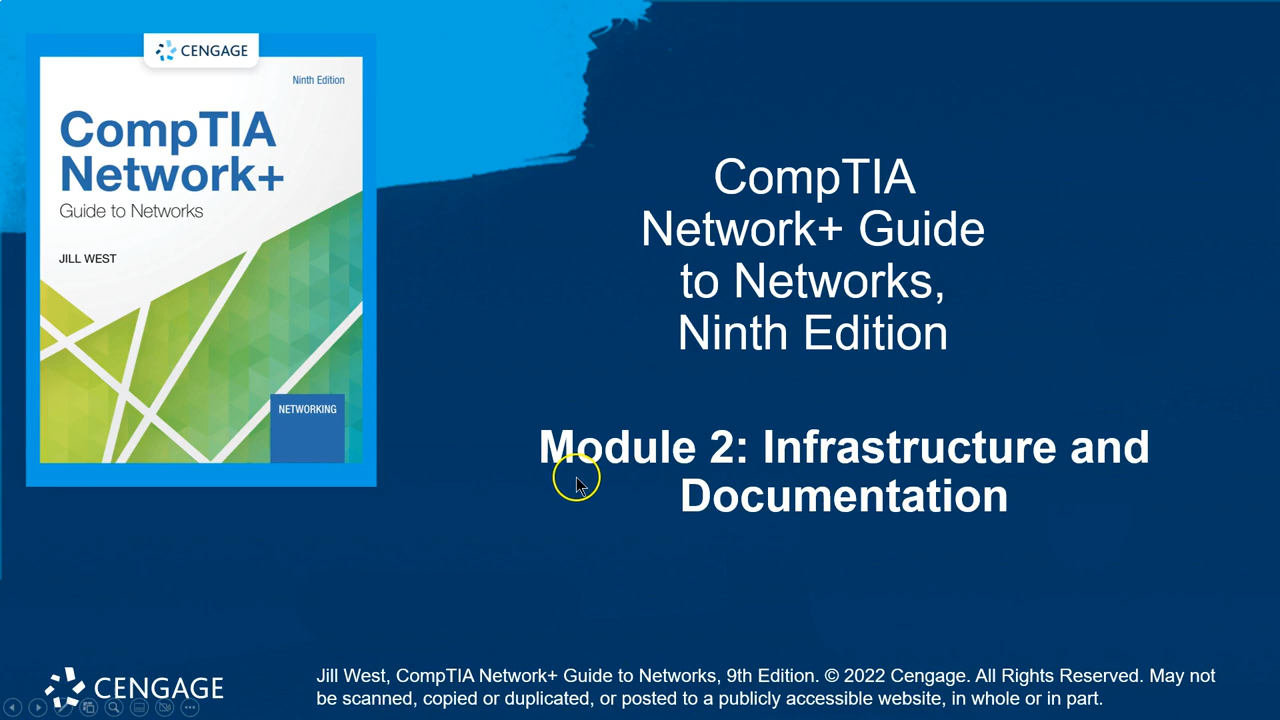 CENGAGE
Ninth Edition
CompTIA
Network+
Guide to Networks
JILL WEST
NETWORKING
CompTIA
Network+ Guide
to Networks,
Ninth Edition
Module 2: Infrastructure and
Documentation
CENGAGE
Jill West, CompTIA Network+ Guide to Networks, 9th Edition. © 2022 Cengage. All Rights Reserved. May not
be scanned, copied or duplicated, or posted to a publicly accessible website, in whole or in part.